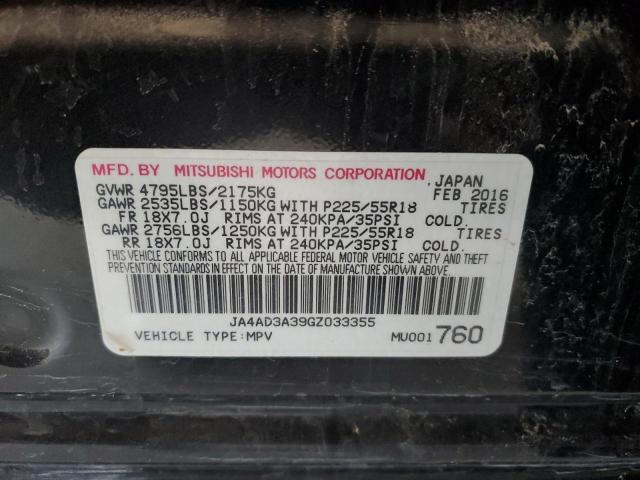 MFD. BY MITSUBISHI MOTORS CORPORATION, JAPAN
GVWR 4795LBS/2175KG FEB 2016
GAWR 2535LBS/1150KG WITH P225/55R18 TIRES
FR 18X7.0J RIMS AT 240KPA/35PSI COLD.
GAWR 2756LBS/1250KG WITH P225/55R18 TIRES
RR 18X7.0J RIMS AT 240KPA/35PSI COLD.
THIS VEHICLE CONFORMS TO ALL APPLICABLE FEDERAL MOTOR VEHICLE SAFETY AND THEFT
PREVENTION STANDARDS IN EFFECT ON THE DATE OF MANUFACTURE SHOWN ABOVE.
JA4AD3A39GZ033355
VEHICLE TYPE:MPV MU001 760